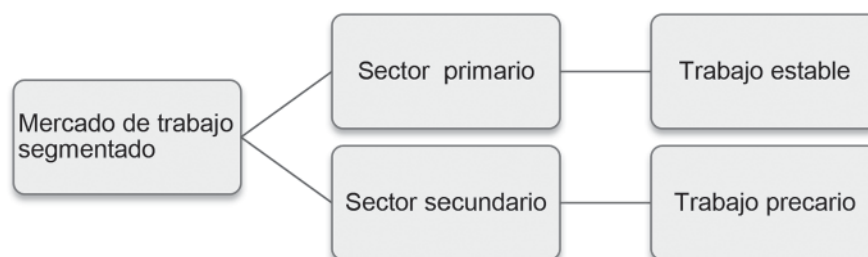 Mercado de trabajo
segmentado
Sector primario
Trabajo estable
Sector secundario
Trabajo precario